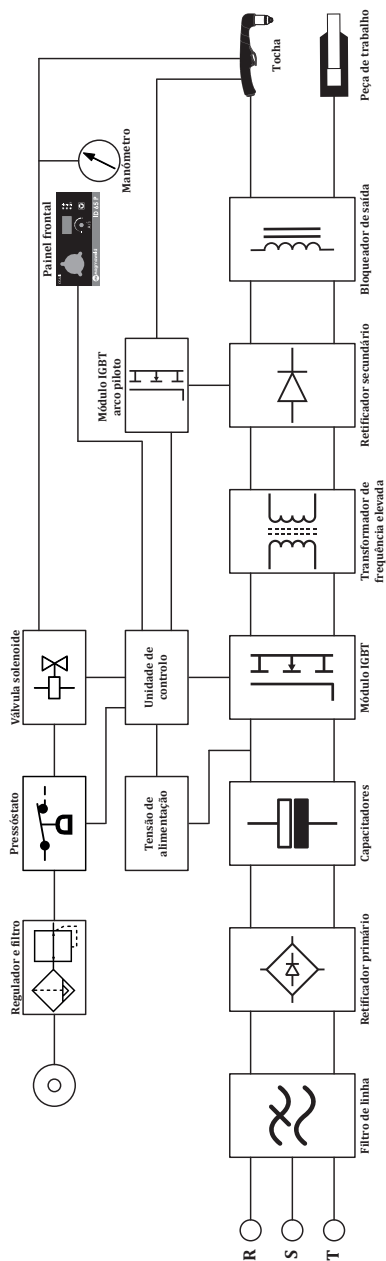 Regulador e filtro
Pressóstato
Válvula solenoide
Painel frontal
Manómetro
Tensão de
alimentação
Unidade de
controlo
Módulo IGBT
arco piloto
Tocha
R
S
T
Filtro de linha
Retificador primário
Capacitadores
Módulo IGBT
Transformador de
frequência elevada
Retificador secundário
Bloqueador de saída
Peça de trabalho